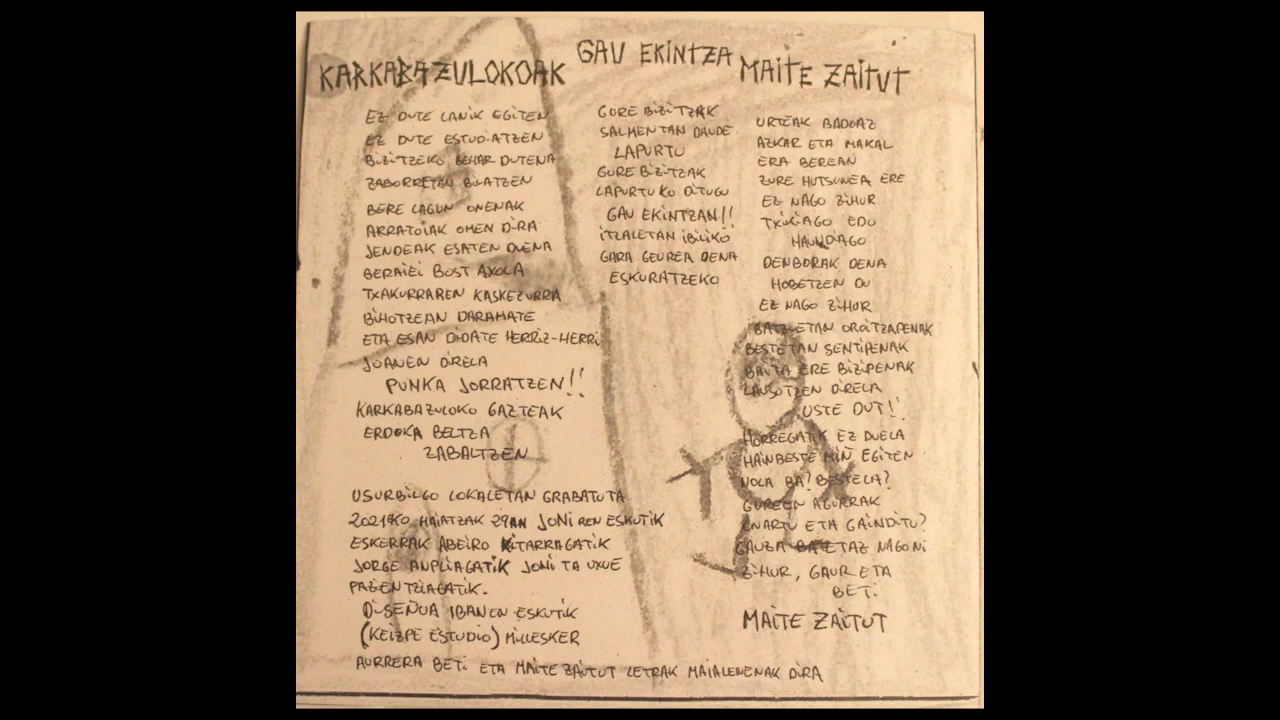 KARKABAZULOKOAK
EZ DUTE LANIK EGITEN
EZ DUTE ESTUDIATZEN
BIZITZEKO BEHAR DUTENA
ZABORRETAN BILATZEN
BERE LAGUN ONENAK
ARRATOIAK OMEN DIRA
JENDEAK ESATEN DUENA
BERAIEI BOST AXOLA
TXAKURRAREN KASKEZURRA
BIHOTZEAN DARAMATE
ETA ESAN DIDATE HERRIZ-HERRI
JOANEN DIRELA
PUNKA JORRATZEN!!
KARKABAZULOKO GAZTEAK
ERDOKA BELTZA
ZABALTZEN
USURBILGO LOKALETAN GRABATUTA
2021EKO MAIATZAK 29AN JONIREN ESKUTIK
ESKERRAK ABEIRO KITARRAGATIK
JORGE ANPLIAGATIK JONI TA UXUE
PAZIENTZIAGATIK.
DISEÑUA IBANEN ESKUTIK
(KEIZPE ESTUDIO) MILLESKER
AURRERA BETI ETA MAITE ZAITUT LETRAK MAIALENENAK DIRA
GAU EKINTZA
GURE BIZITZAK
SALMENTAN DAUDE
LAPURTU
GURE BIZITZAK
LAPURTUKO DITUGU
GAU EKINTZAN!!
ITZALETAN IBILIKO
GARA GEUREA DENA
ESKURATZEKO
MAITE ZAITUT
URTEAK BADOAZ
AZKAR ETA MAKAL
ERA BEREAN
ZURE HUTSUNEA ERE
EZ NAGO ZIHUR
TXIKIAGO EDO
HAUNDIAGO
DENBORAK DENA
HOBETZEN DU
EZ NAGO ZIHUR
BATZUETAN OROITZAPENAK
BESTETAN SENTIPENAK
BAITA ERE BIZIPENAK
LAUSOTZEN DIRELA
USTE DUT!!
HORREGATIK EZ DUELA
HAINBESTE MIN EGITEN
NOLA BA? BESTELA?
GUREEN AGURRAK
ONARTU ETA GAINDITU?
GAUZA BATETAZ NAGO NI
ZIHUR, GAUR ETA
BETI
MAITE ZAITUT